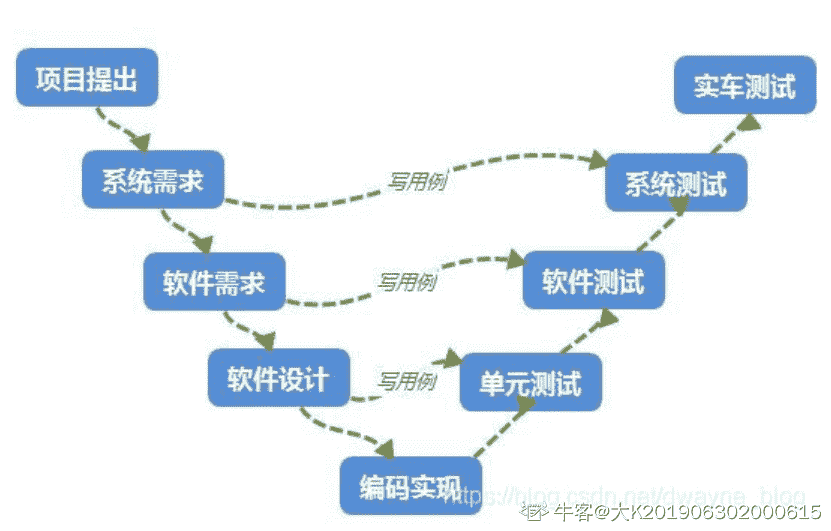 项目提出
实车测试
系统需求
写用例
系统测试
软件需求
写用例
软件测试
软件设计
写用例
单元测试
编码实现
https://blog.csdn.net/dwayne_blog
牛客@大K201906302000615